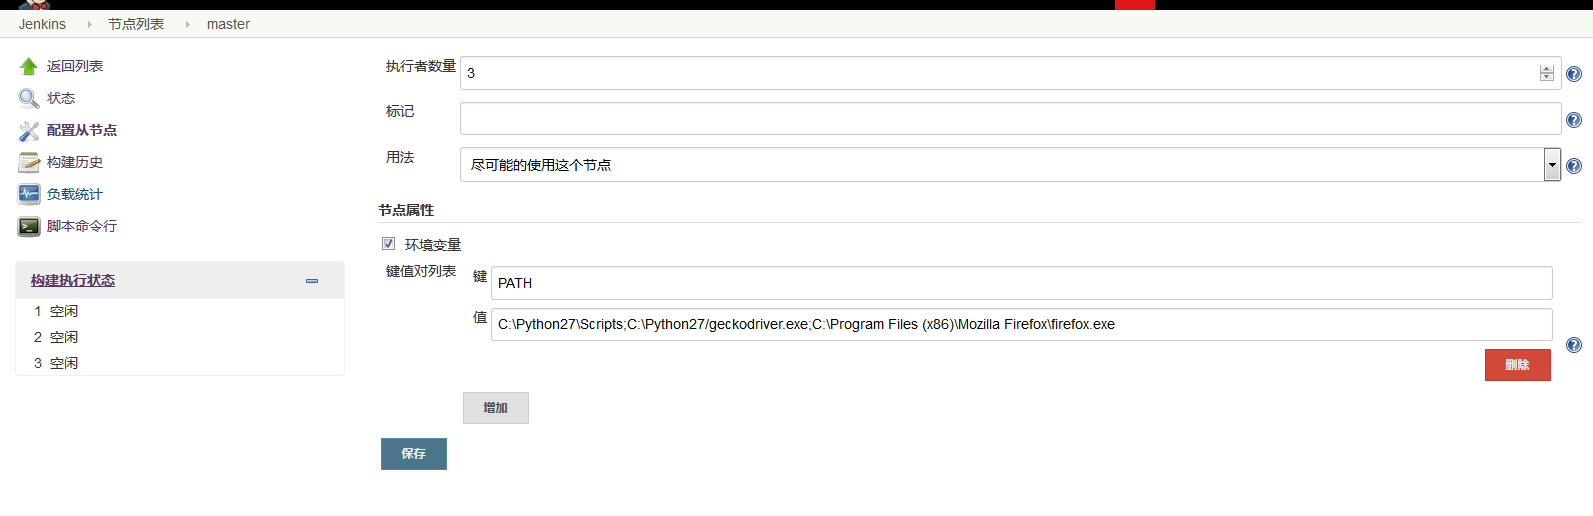 Jenkins 节点列表 master
返回列表
状态
配置从节点
构建历史
负载统计
脚本命令行
构建执行状态
1 空闲
2 空闲
3 空闲
执行者数量 3
标记
用法 尽可能的使用这个节点
节点属性
环境变量
键值对列表 键 PATH
值 C:\Python27\Scripts;C:\Python27/geckodriver.exe;C:\Program Files (x86)\Mozilla Firefox\firefox.exe
删除
增加
保存